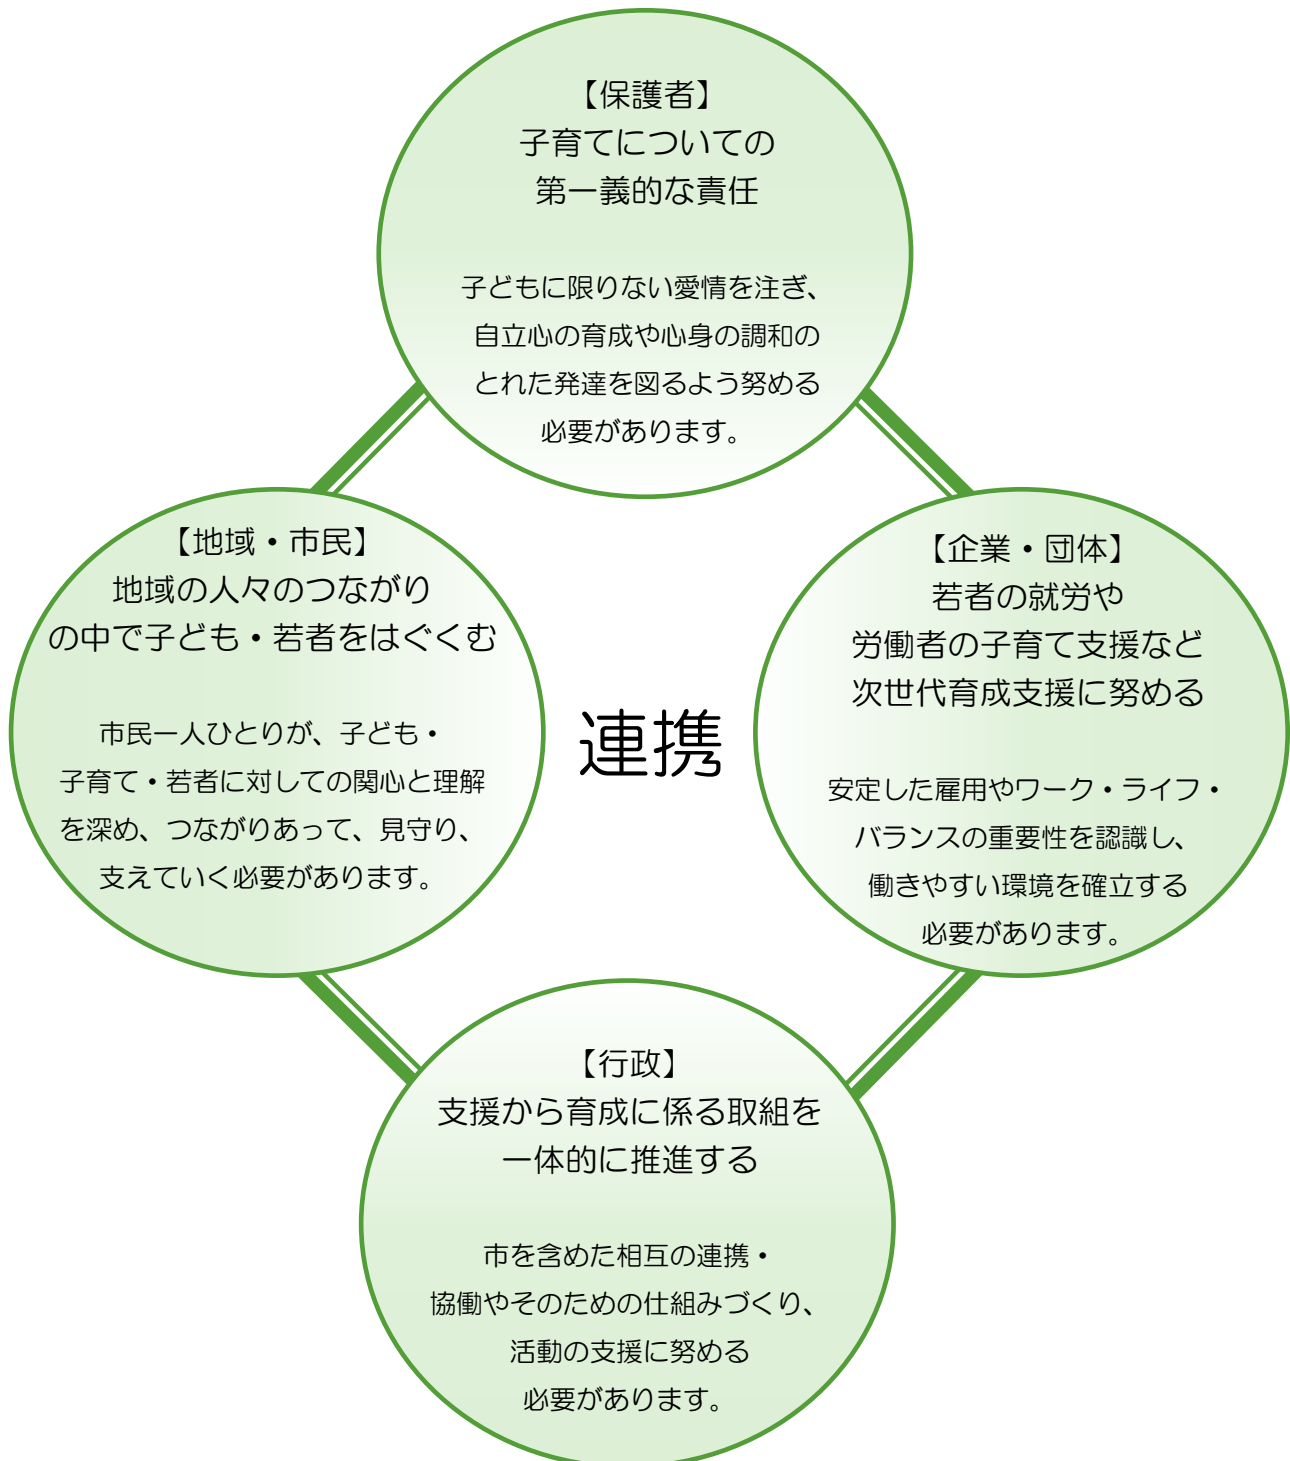 【保護者】
子育てについての
第一義的な責任
子どもに限りない愛情を注ぎ、
自立心の育成や心身の調和の
とれた発達を図るよう努める
必要があります。
【地域・市民】
地域の人々のつながり
の中で子ども・若者をはぐくむ
市民一人ひとりが、子ども・
子育て・若者に対しての関心と理解
を深め、つながりあって、見守り、
支えていく必要があります。
連携
【企業・団体】
若者の就労や
労働者の子育て支援など
次世代育成支援に努める
安定した雇用やワーク・ライフ・
バランスの重要性を認識し、
働きやすい環境を確立する
必要があります。
【行政】
支援から育成に係る取組を
一体的に推進する
市を含めた相互の連携・
協働やそのための仕組みづくり、
活動の支援に努める
必要があります。